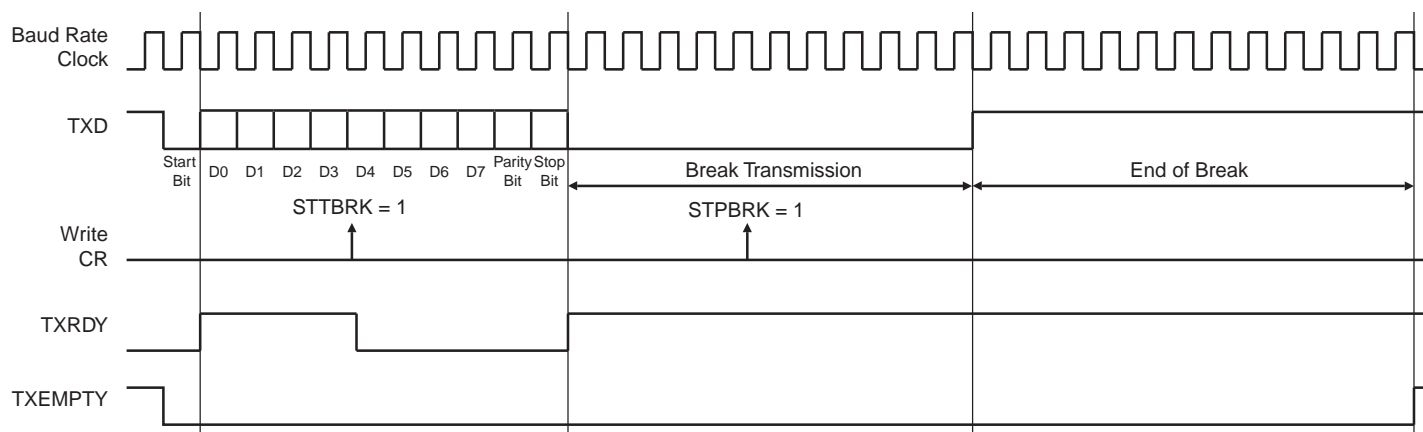 Baud Rate
Clock
TXD
Start
Bit
D0 D1 D2 D3 D4 D5 D6 D7
Parity
Bit
Stop
Bit
Break Transmission
End of Break
STTBRK = 1
STPBRK = 1
Write
CR
TXRDY
TXEMPTY